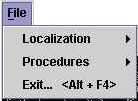 File
Localization
Procedures
Exit... <Alt + F4>